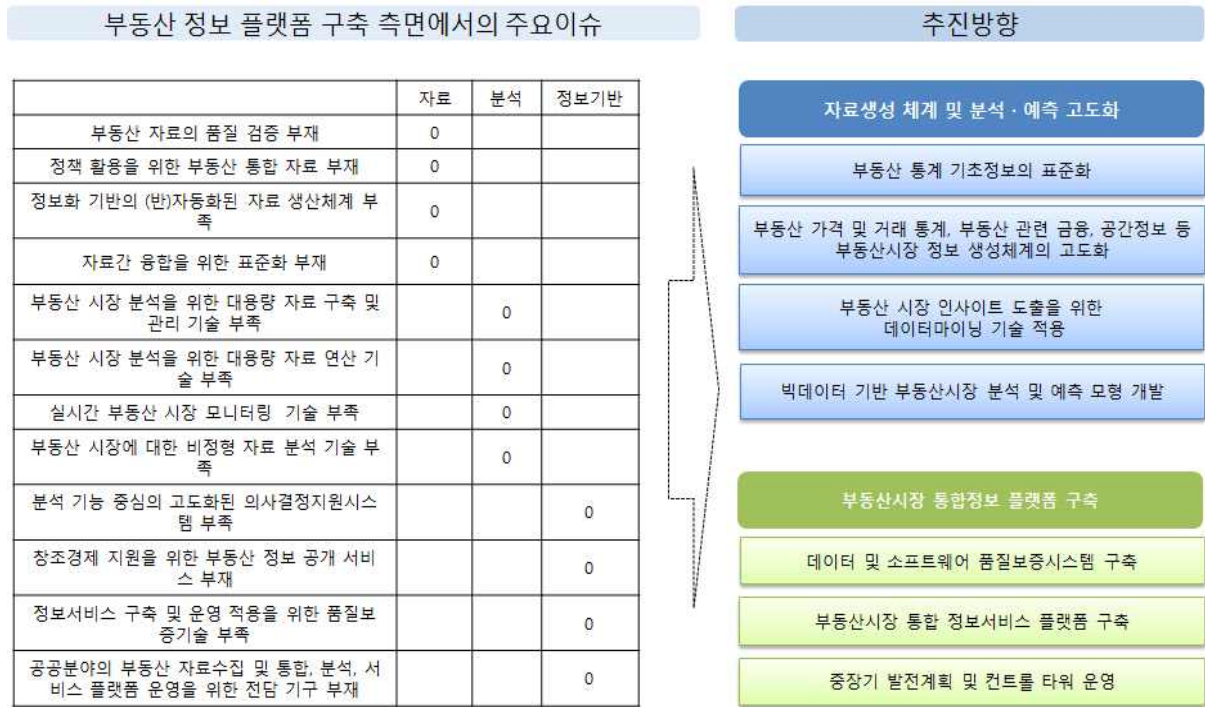 부동산 정보 플랫폼 구축 측면에서의 주요이슈
추진방향
자료 분석 정보기반
부동산 자료의 품질 검증 부재 0
정책 활용을 위한 부동산 통합 자료 부재 0
정보화 기반의 (반)자동화된 자료 생산체계 부
족 0
자료간 융합을 위한 표준화 부재 0
부동산 시장 분석을 위한 대용량 자료 구축 및
관리 기술 부족 0
부동산 시장 분석을 위한 대용량 자료 연산 기
술 부족 0
실시간 부동산 시장 모니터링 기술 부족 0
부동산 시장에 대한 비정형 자료 분석 기술 부
족 0
분석 기능 중심의 고도화된 의사결정지원시스
템 부족 0
창조경제 지원을 위한 부동산 정보 공개 서비
스 부재 0
정보서비스 구축 및 운영 적용을 위한 품질보
증기술 부족 0
공공분야의 부동산 자료수집 및 통합, 분석, 서
비스 플랫폼 운영을 위한 전담 기구 부재 0
자료생성 체계 및 분석 · 예측 고도화
부동산 통계 기초정보의 표준화
부동산 가격 및 거래 통계, 부동산 관련 금융, 공간정보 등
부동산시장 정보 생성체계의 고도화
부동산 시장 인사이트 도출을 위한
데이터마이닝 기술 적용
빅데이터 기반 부동산시장 분석 및 예측 모형 개발
부동산시장 통합정보 플랫폼 구축
데이터 및 소프트웨어 품질보증시스템 구축
부동산시장 통합 정보서비스 플랫폼 구축
중장기 발전계획 및 컨트롤 타워 운영